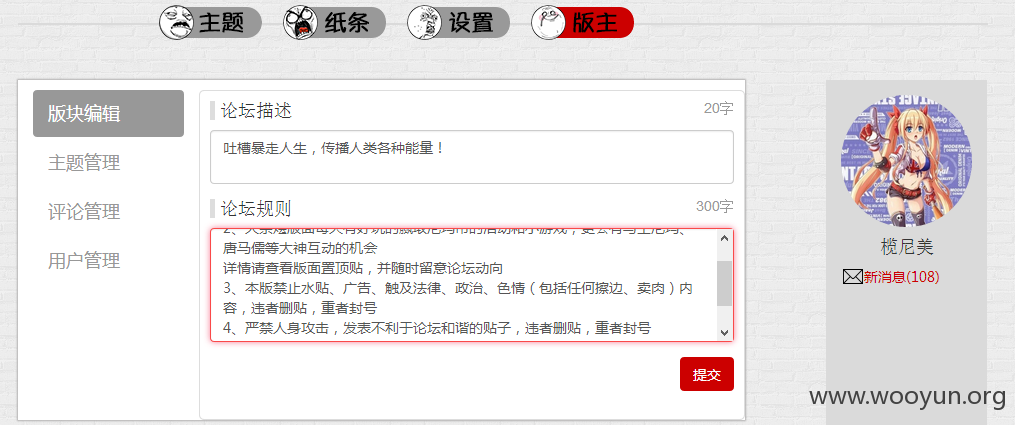 主题 纸条 设置 版主
版块编辑
主题管理
评论管理
用户管理
论坛描述 20字
吐槽暴走人生，传播人类各种能量！
论坛规则 300字
唐马儒等大神互动的机会
详情请查看版面置顶贴，并随时留意论坛动向
3、本版禁止水贴、广告、触及法律、政治、色情（包括任何擦边、卖肉）内
容，违者删贴，重者封号
4、严禁人身攻击，发表不利于论坛和谐的贴子，违者删贴，重者封号
提交
榄尼美
新消息(108)
www.wooyun.org